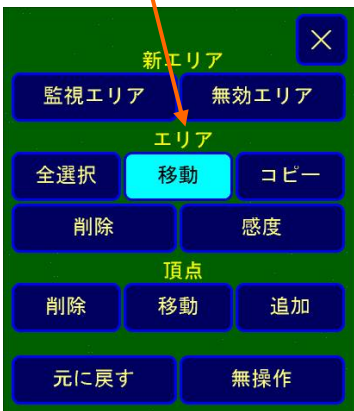 ×
新エリア
監視エリア 無効エリア
エリア
全選択 移動 コピー
削除 感度
頂点
削除 移動 追加
元に戻す 無操作